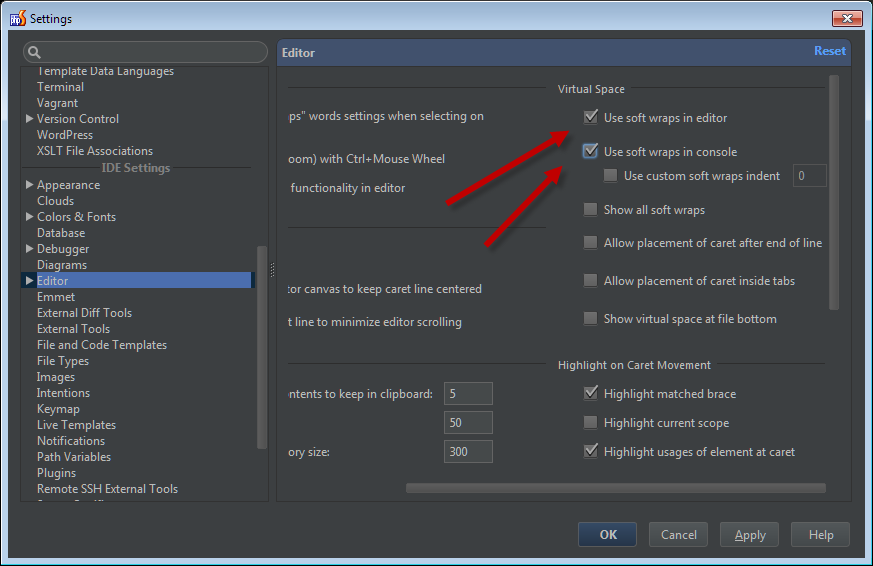 Settings
Template Data Languages
Terminal
Vagrant
Version Control
WordPress
XSLT File Associations
IDE Settings
Appearance
Clouds
Colors & Fonts
Database
Debugger
Diagrams
Editor
Emmet
External Diff Tools
External Tools
File and Code Templates
File Types
Images
Intentions
Keymap
Live Templates
Notifications
Path Variables
Plugins
Remote SSH External Tools
Editor
Reset
ps" words settings when selecting on
oom) with Ctrl+Mouse Wheel
functionality in editor
tor canvas to keep caret line centered
t line to minimize editor scrolling
ntents to keep in clipboard: 5
50
ory size: 300
Virtual Space
Use soft wraps in editor
Use soft wraps in console
Use custom soft wraps indent 0
Show all soft wraps
Allow placement of caret after end of line
Allow placement of caret inside tabs
Show virtual space at file bottom
Highlight on Caret Movement
Highlight matched brace
Highlight current scope
Highlight usages of element at caret
OK
Cancel
Apply
Help